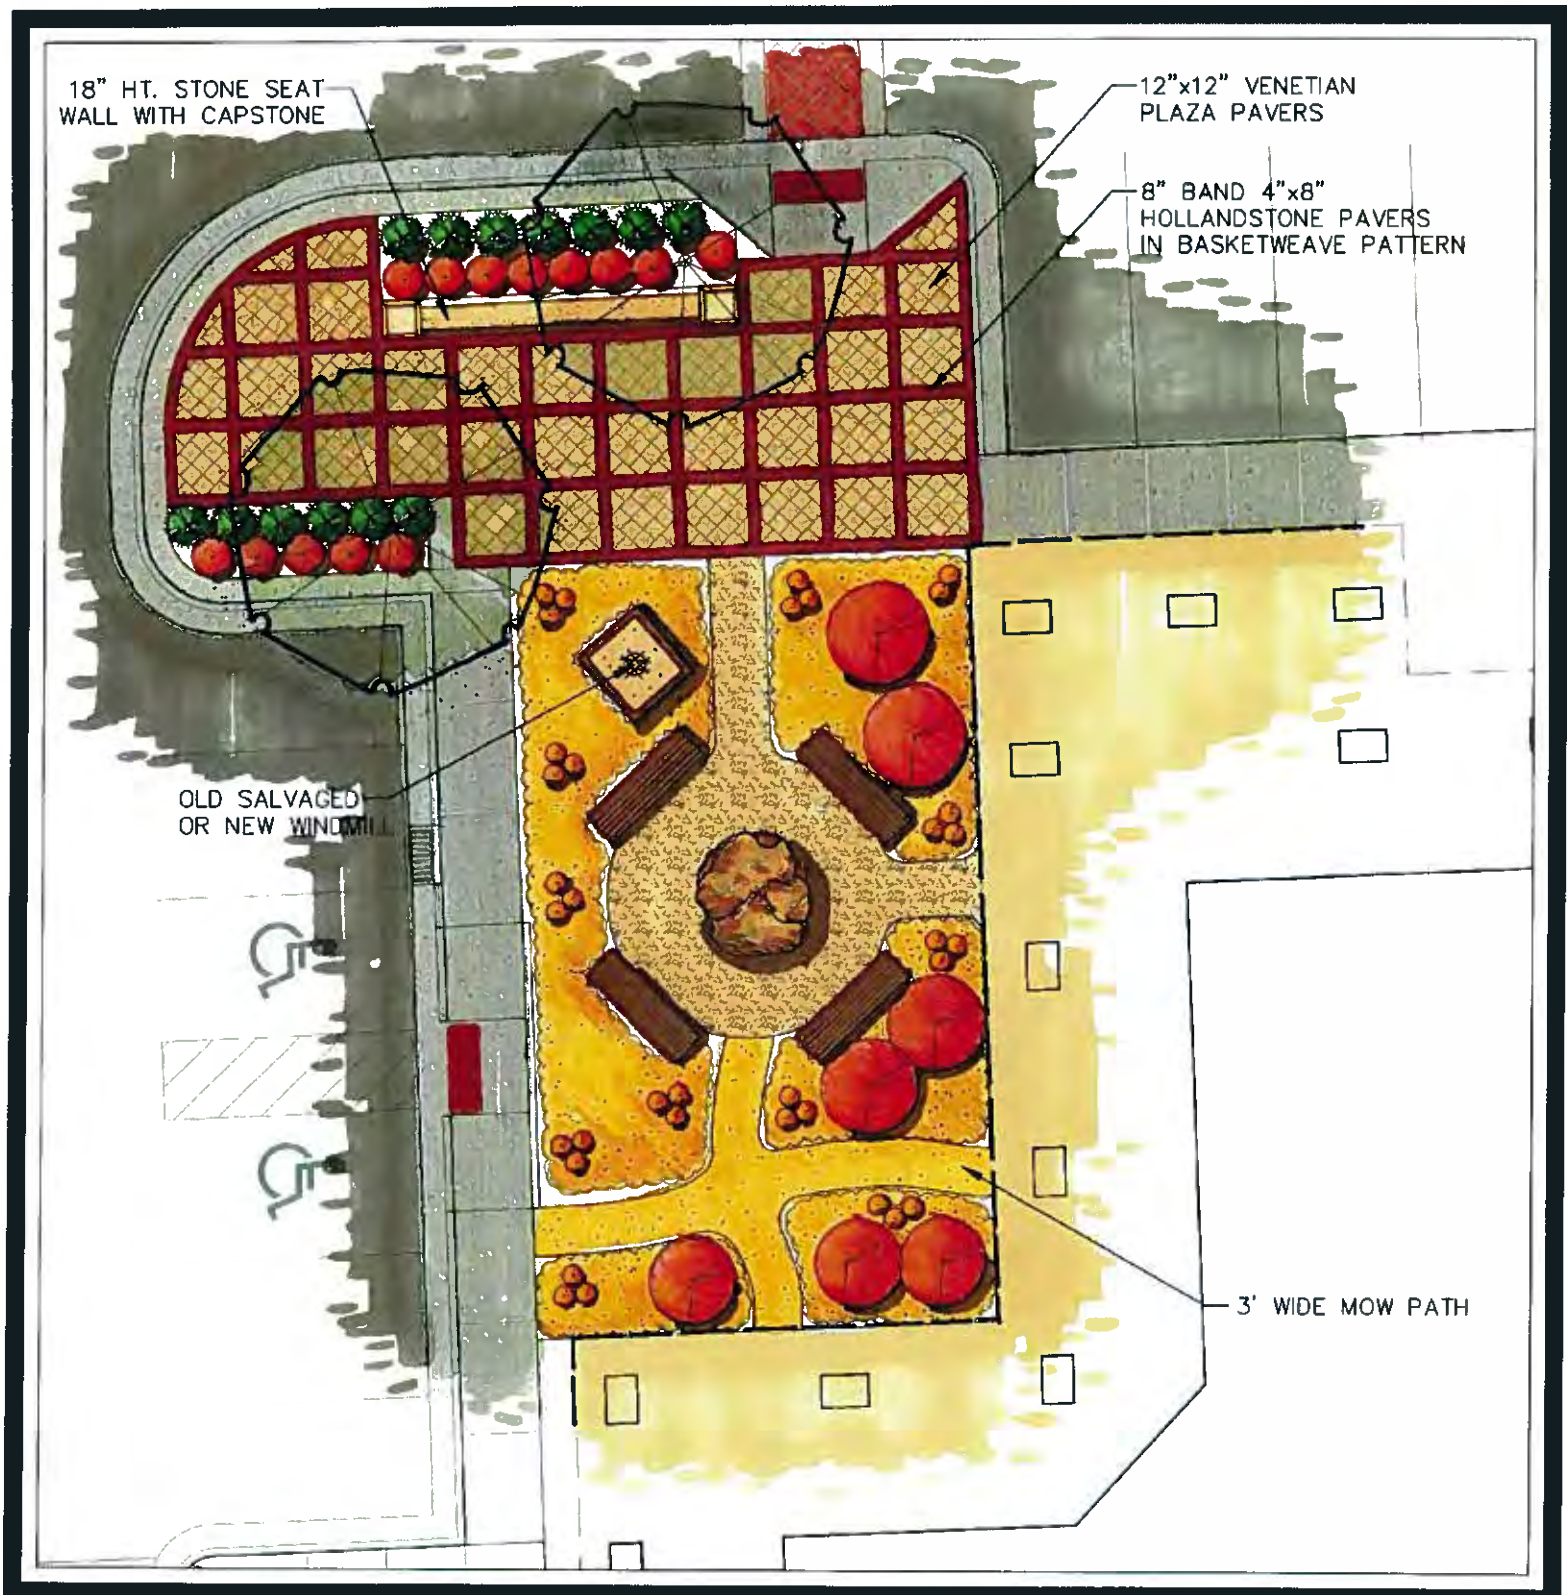 18" HT. STONE SEAT
WALL WITH CAPSTONE
12"x12" VENETIAN
PLAZA PAVERS
8" BAND 4"x8"
HOLLANDSTONE PAVERS
IN BASKETWEAVE PATTERN
OLD SALVAGED
OR NEW WINDMILL
3' WIDE MOW PATH